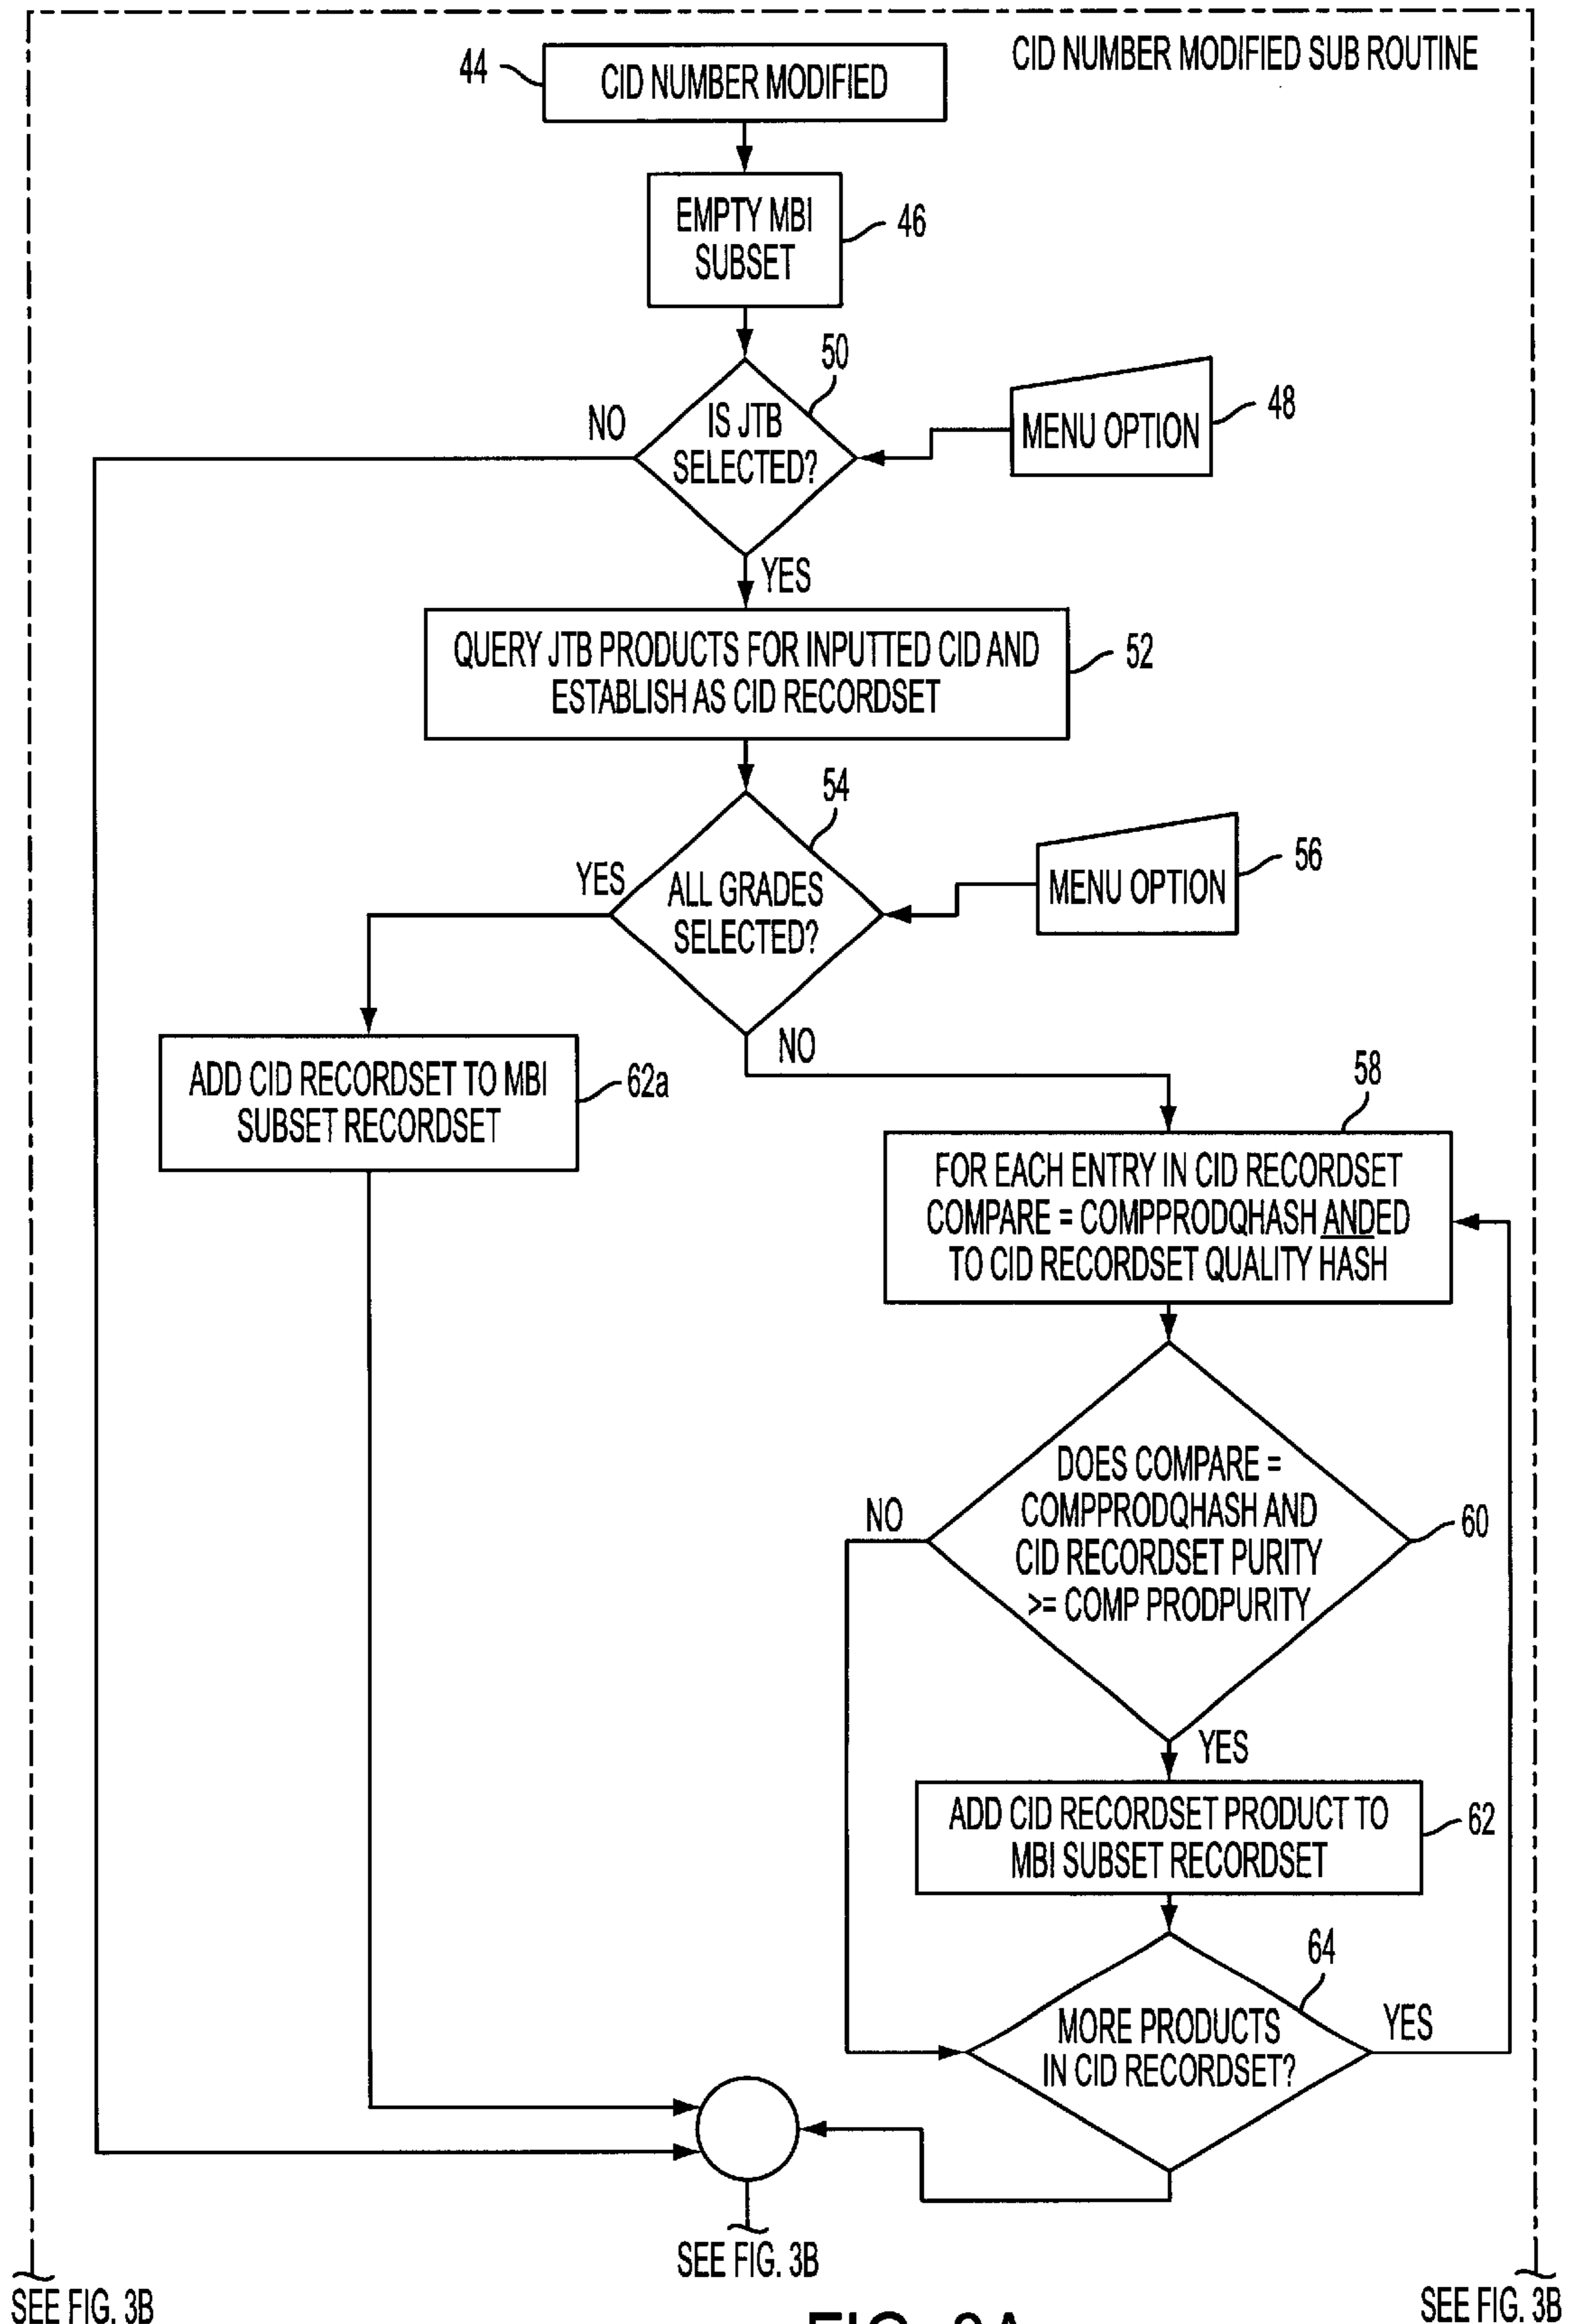 CID NUMBER MODIFIED SUB ROUTINE
44
CID NUMBER MODIFIED
EMPTY MBI
SUBSET
46
50
IS JTB
SELECTED?
NO
MENU OPTION
48
YES
QUERY JTB PRODUCTS FOR INPUTTED CID AND
ESTABLISH AS CID RECORDSET
52
54
ALL GRADES
SELECTED?
YES
MENU OPTION
56
NO
ADD CID RECORDSET TO MBI
SUBSET RECORDSET
62a
58
FOR EACH ENTRY IN CID RECORDSET
COMPARE = COMPPRODQHASH ANDED
TO CID RECORDSET QUALITY HASH
DOES COMPARE =
COMPPRODQHASH AND
CID RECORDSET PURITY
>= COMP PRODPURITY
NO
60
YES
ADD CID RECORDSET PRODUCT TO
MBI SUBSET RECORDSET
62
64
MORE PRODUCTS
IN CID RECORDSET?
YES
SEE FIG. 3B
SEE FIG. 3B
SEE FIG. 3B